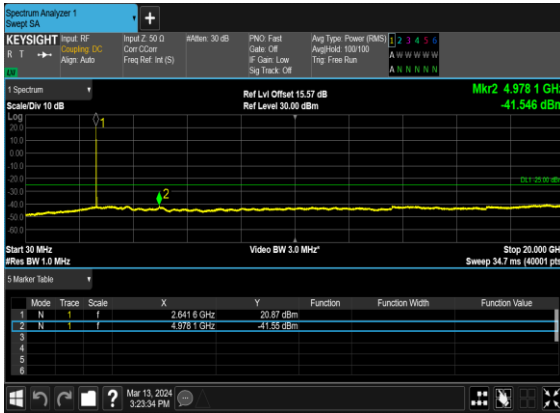 Spectrum Analyzer 1
Swept SA
+
KEYSIGHT
R T
Input: RF
Coupling: DC
Align: Auto
Input Z: 50 Ω
Corr CCorr
Freq Ref: Int (S)
#Atten: 30 dB
PNO: Fast
Gate: Off
IF Gain: Low
Sig Track: Off
Avg Type: Power (RMS)
Avg|Hold: 100/100
Trig: Free Run
1 2 3 4 5 6
A W W W W W
A N N N N N
1 Spectrum
Scale/Div 10 dB
Ref Lvl Offset 15.57 dB
Ref Level 30.00 dBm
Mkr2 4.978 1 GHz
-41.546 dBm
Log
20.0
10.0
0.00
-10.0
-20.0
-30.0
-40.0
-50.0
-60.0
1
2
DL1 -25.00 dBm
Start 30 MHz
#Res BW 1.0 MHz
Video BW 3.0 MHz*
Stop 20.000 GHz
Sweep 34.7 ms (40001 pts)
5 Marker Table
Mode Trace Scale X Y Function Function Width Function Value
1 N 1 f 2.641 6 GHz 20.87 dBm
2 N 1 f 4.978 1 GHz -41.55 dBm
3
4
5
6
?
Mar 13, 2024
3:23:34 PM